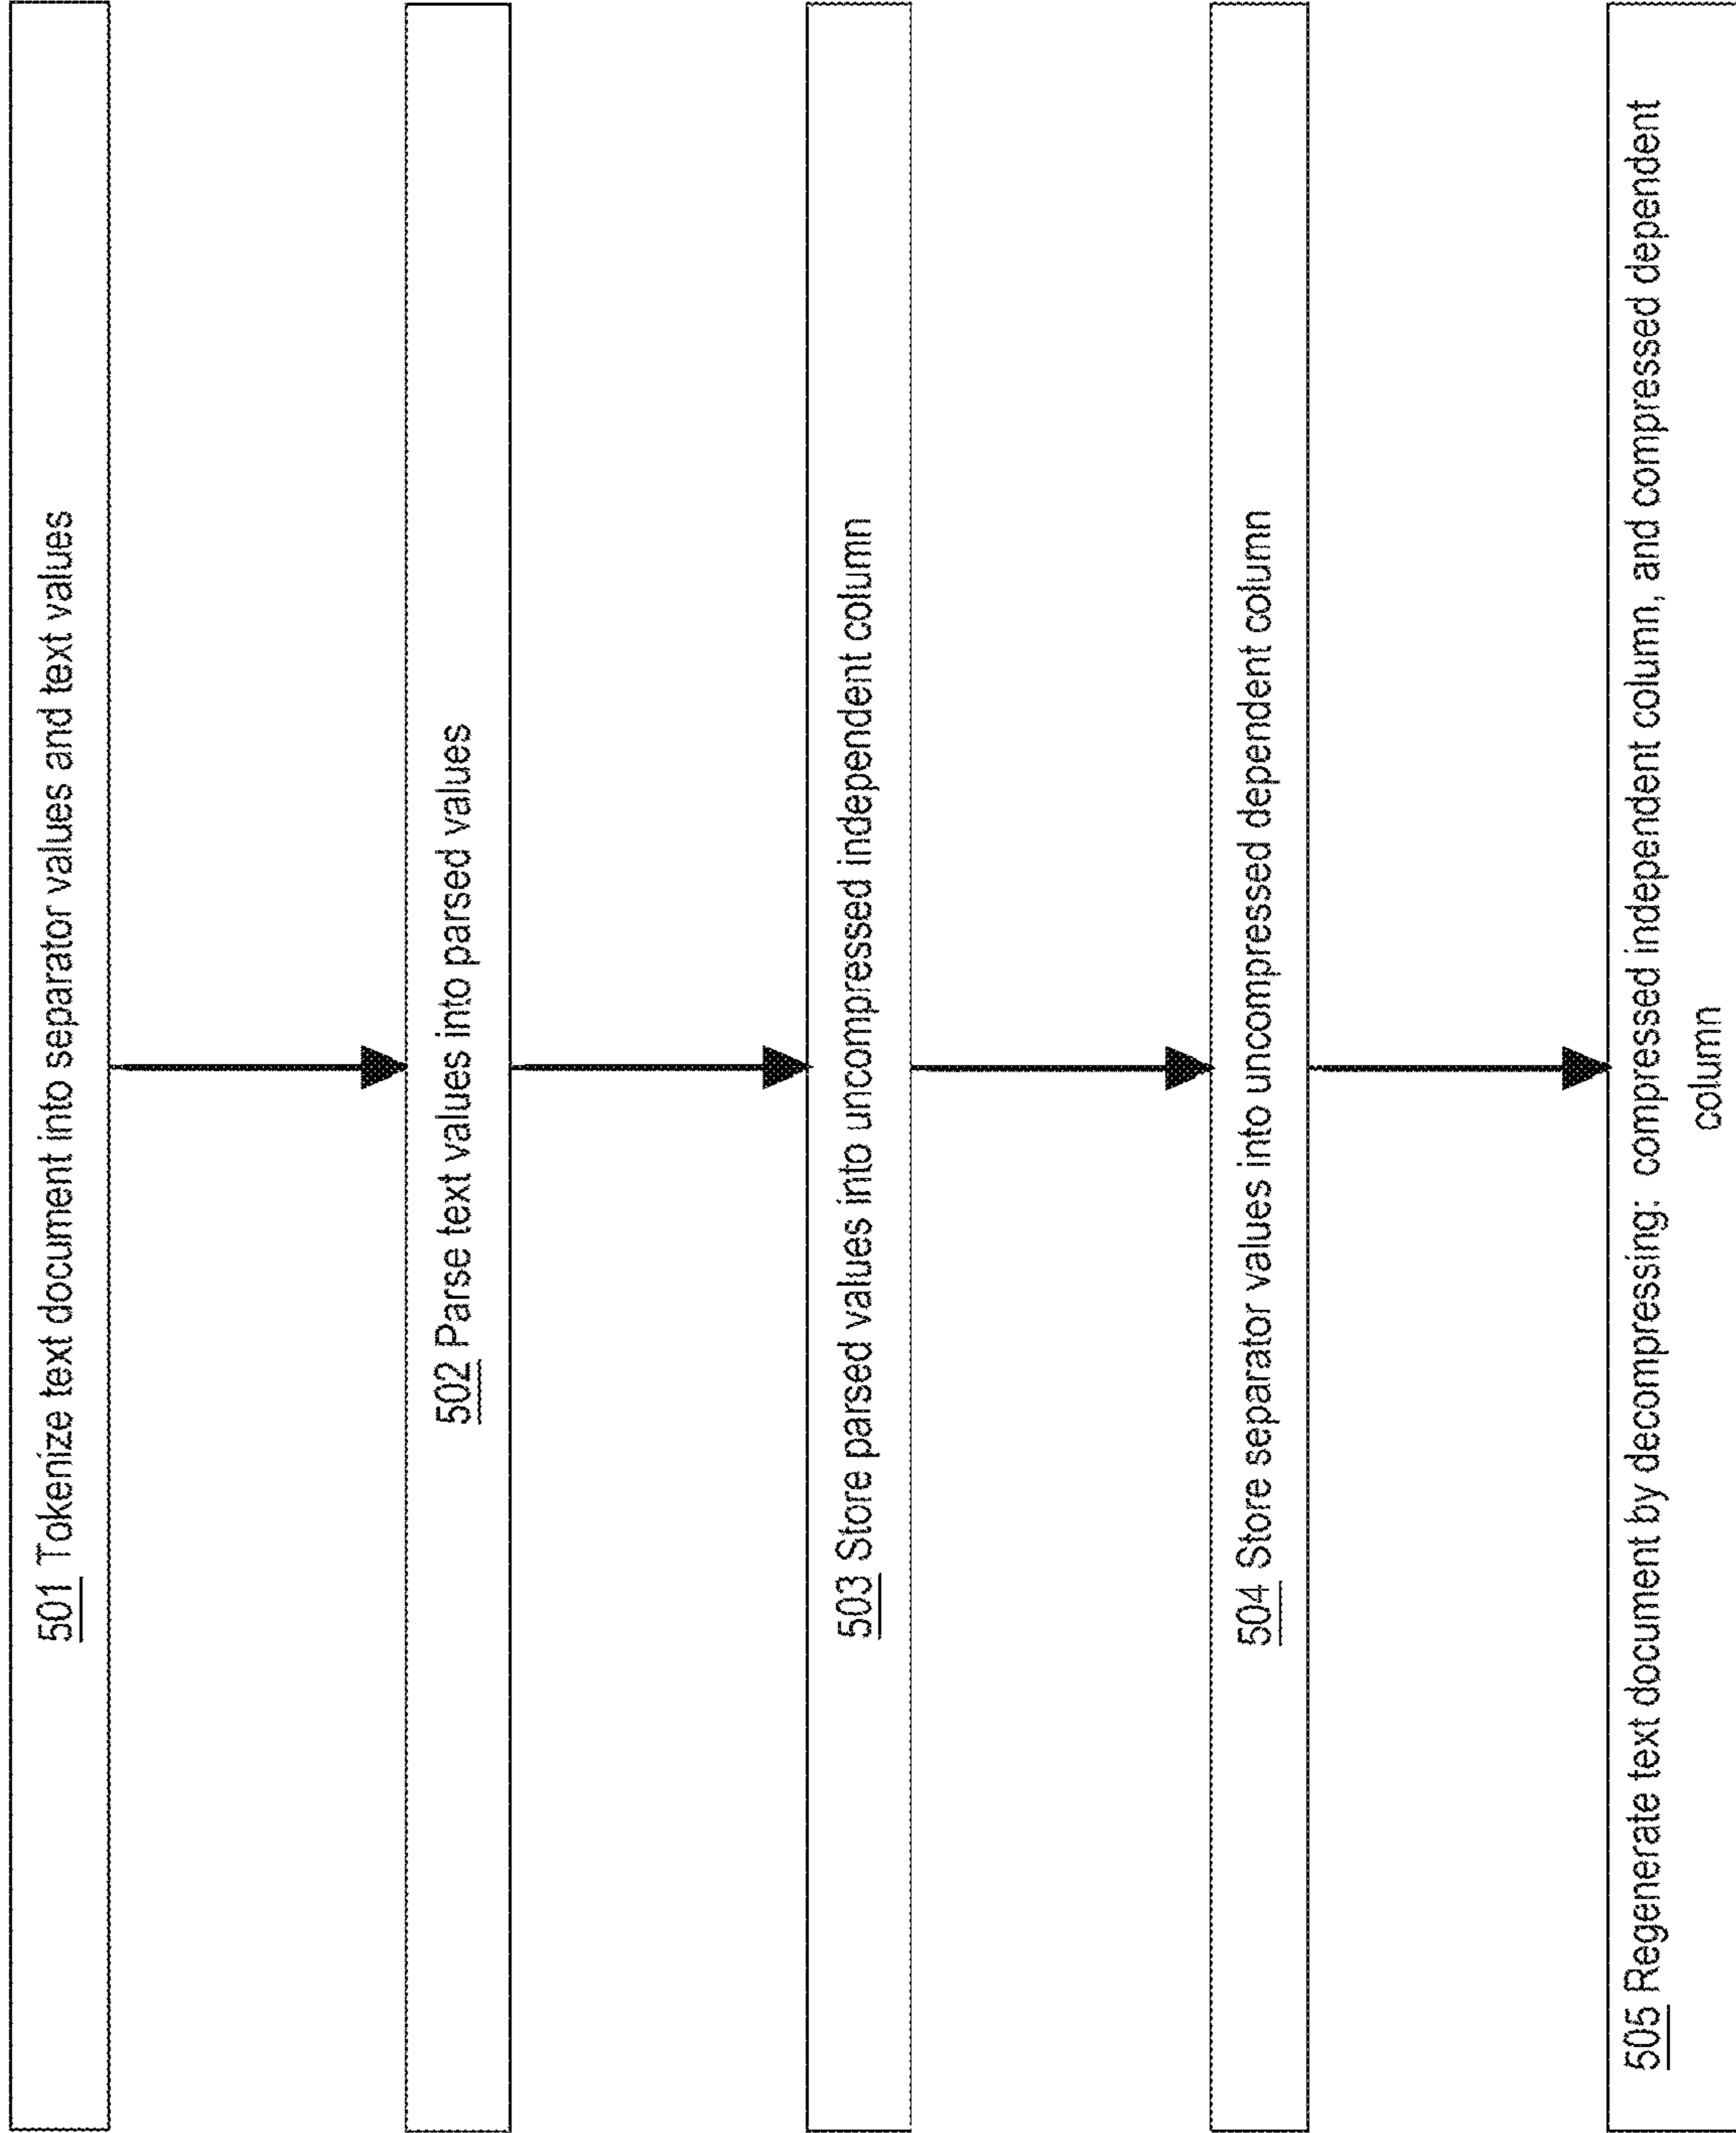 501 Tokenize text document into separator values and text values
502 Parse text values into parsed values
503 Store parsed values into uncompressed independent column
504 Store separator values into uncompressed dependent column
505 Regenerate text document by decompressing: compressed independent column, and compressed dependent
column